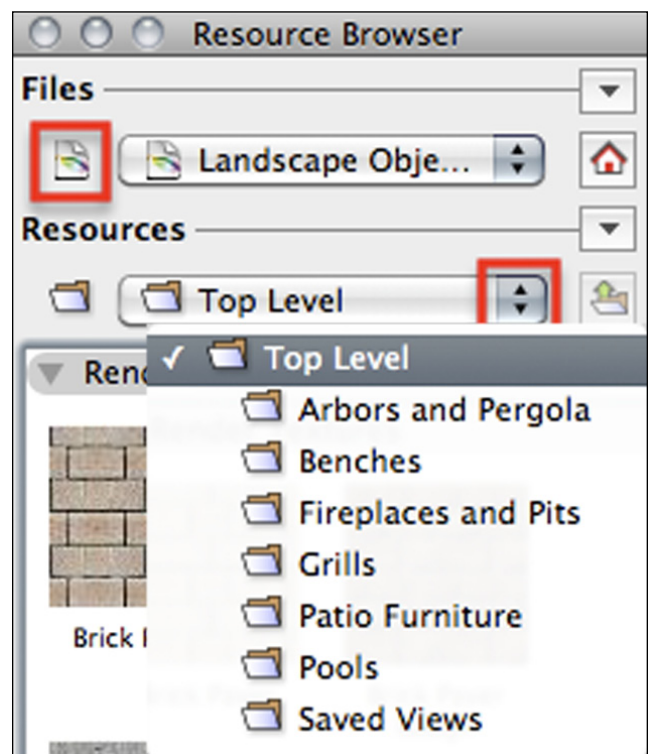 Resource Browser
Files
Landscape Obje...
Resources
Top Level
✓ Top Level
Arbors and Pergola
Benches
Fireplaces and Pits
Grills
Patio Furniture
Pools
Saved Views
Brick